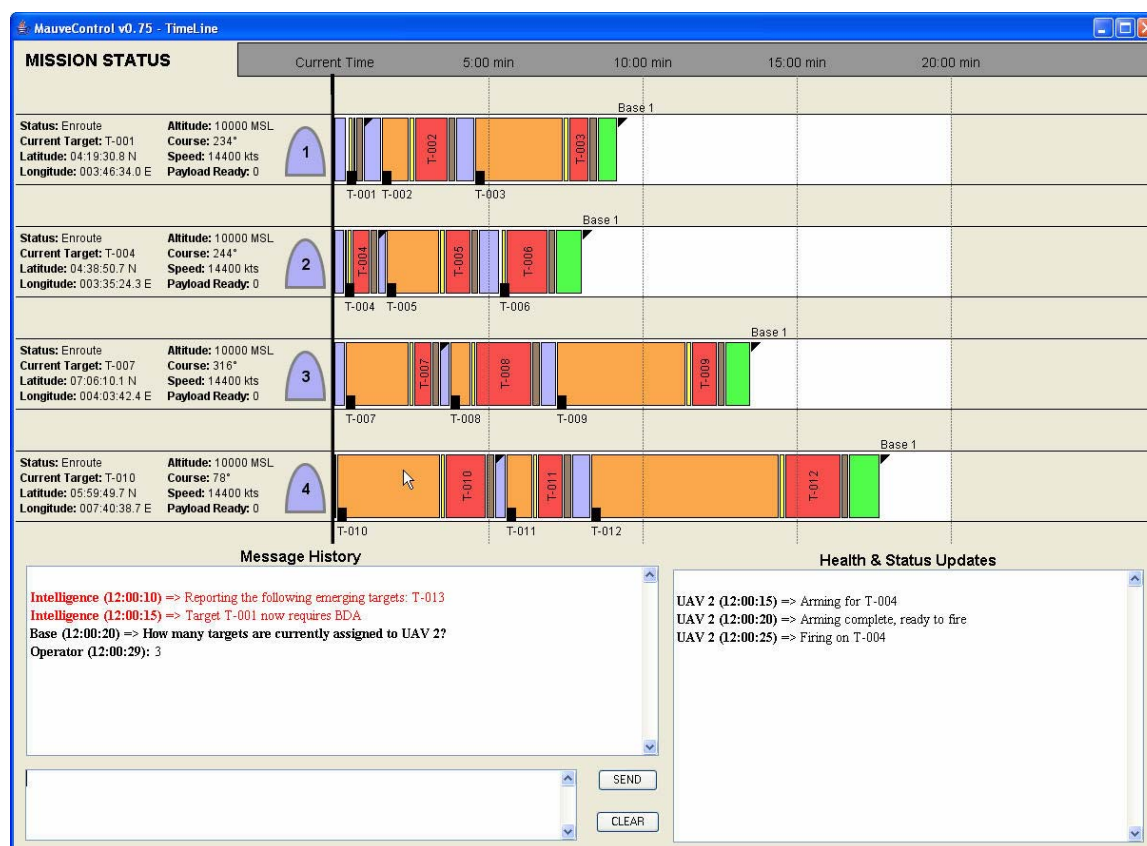 MauveControl v0.75 - TimeLine
MISSION STATUS
Current Time 5:00 min 10:00 min 15:00 min 20:00 min
Base 1
Status: Enroute Altitude: 10000 MSL
Current Target: T-001 Course: 234°
Latitude: 04:19:30.8 N Speed: 14400 kts
Longitude: 003:46:34.0 E Payload Ready: 0
1
T-002 T-003
T-001 T-002 T-003
Base 1
Status: Enroute Altitude: 10000 MSL
Current Target: T-004 Course: 244°
Latitude: 04:38:50.7 N Speed: 14400 kts
Longitude: 003:35:24.3 E Payload Ready: 0
2
T-004 T-005 T-006
T-004 T-005 T-006
Base 1
Status: Enroute Altitude: 10000 MSL
Current Target: T-007 Course: 316°
Latitude: 07:06:10.1 N Speed: 14400 kts
Longitude: 004:03:42.4 E Payload Ready: 0
3
T-007 T-008 T-009
T-007 T-008 T-009
Base 1
Status: Enroute Altitude: 10000 MSL
Current Target: T-010 Course: 78°
Latitude: 05:59:49.7 N Speed: 14400 kts
Longitude: 007:40:38.7 E Payload Ready: 0
4
T-010 T-011 T-012
T-010 T-011 T-012
Message History
Intelligence (12:00:10) => Reporting the following emerging targets: T-013
Intelligence (12:00:15) => Target T-001 now requires BDA
Base (12:00:20) => How many targets are currently assigned to UAV 2?
Operator (12:00:29): 3
SEND
CLEAR
Health & Status Updates
UAV 2 (12:00:15) => Arming for T-004
UAV 2 (12:00:20) => Arming complete, ready to fire
UAV 2 (12:00:25) => Firing on T-004